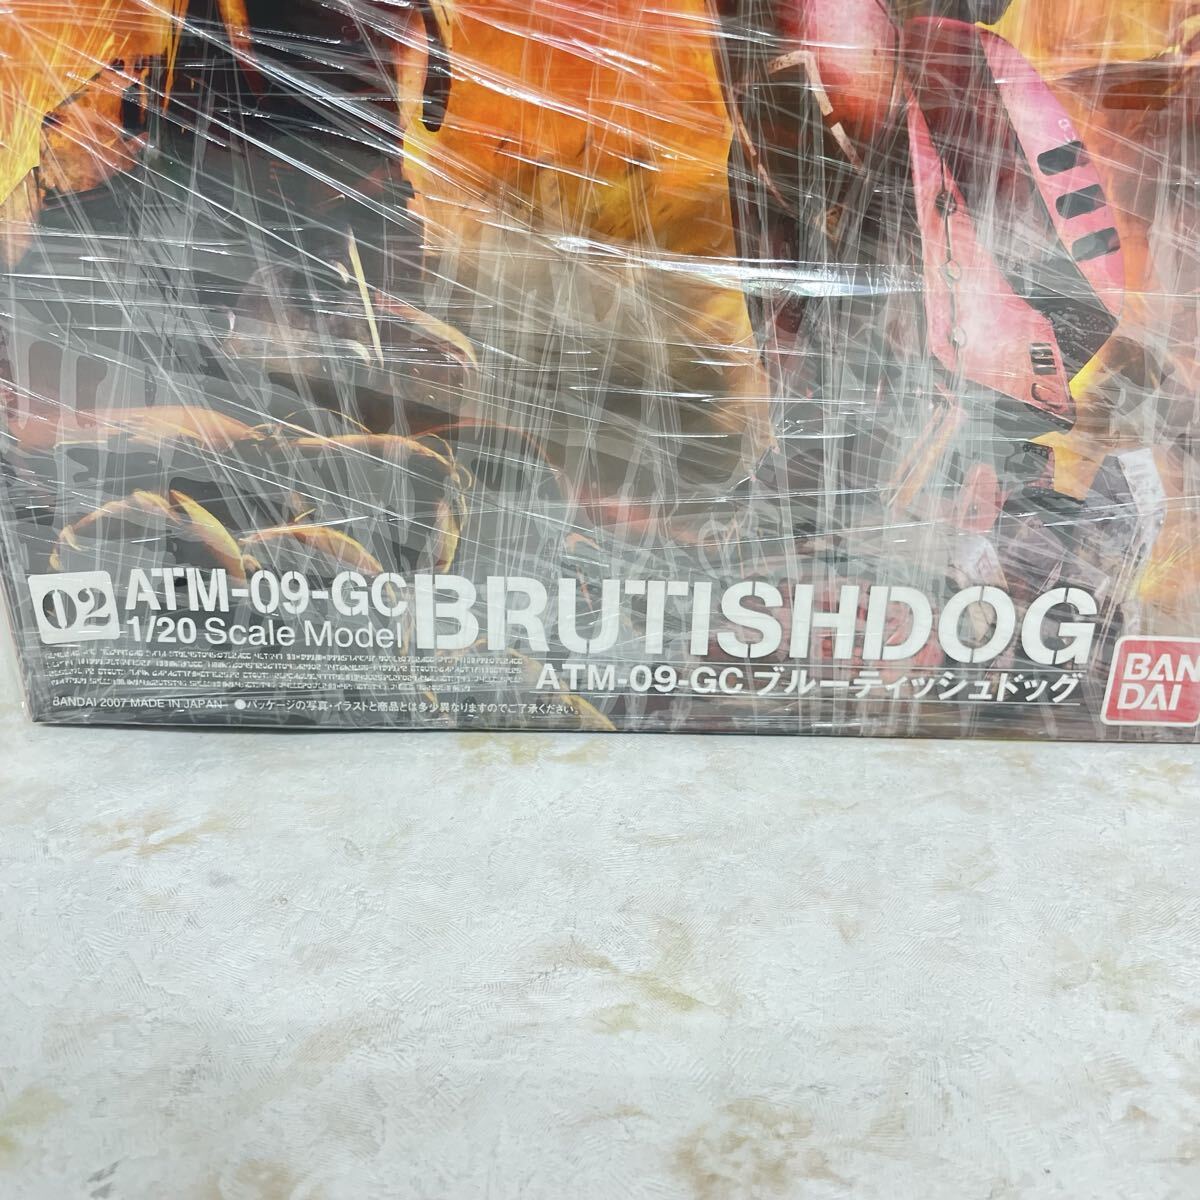 02
ATM-09-GC
BRUTISHDOG
1/20 Scale Model
ATM-09-GC ブルーティッシュドッグ
BAN
DAI
BANDAI 2007 MADE IN JAPAN ●パッケージの写真・イラストと商品とは多少異なりますのでご了承ください。